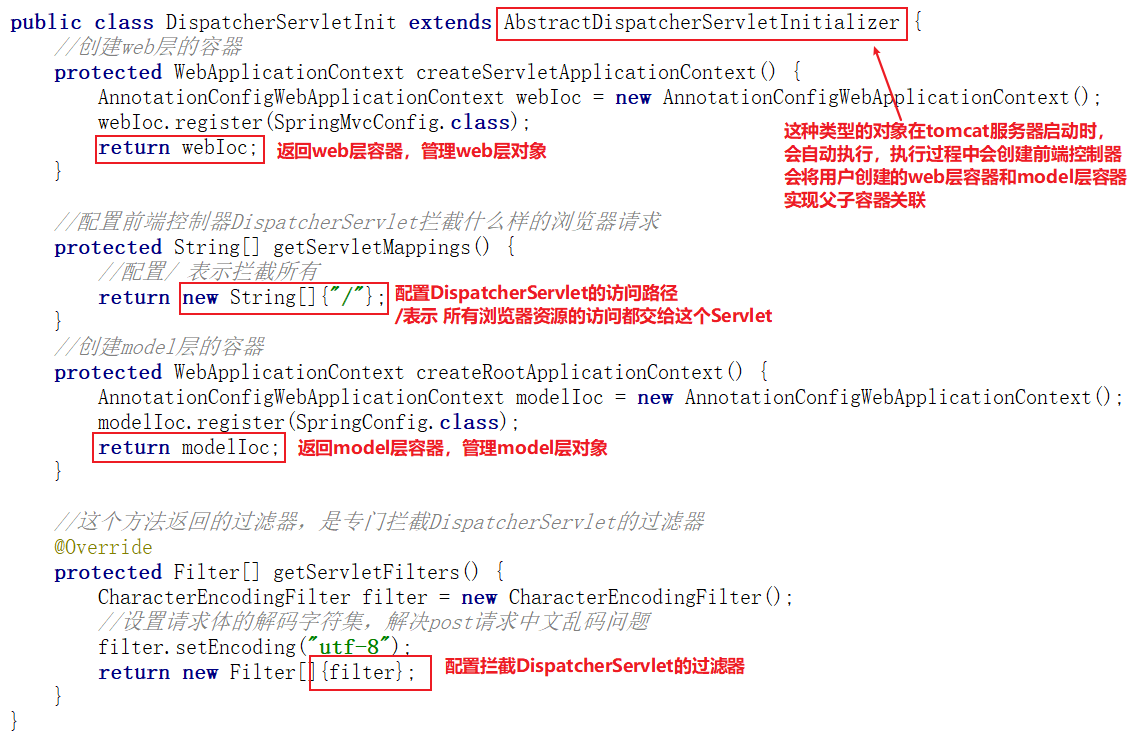 public class DispatcherServletInit extends AbstractDispatcherServletInitializer {
//创建web层的容器
protected WebApplicationContext createServletApplicationContext() {
AnnotationConfigWebApplicationContext webIoc = new AnnotationConfigWebApplicationContext();
webIoc.register(SpringMvcConfig.class);
return webIoc; 返回web层容器，管理web层对象
}
这种类型的对象在tomcat服务器启动时，
会自动执行，执行过程中会创建前端控制器
会将用户创建的web层容器和model层容器
实现父子容器关联
//配置前端控制器DispatcherServlet拦截什么样的浏览器请求
protected String[] getServletMappings() {
//配置/ 表示拦截所有
return new String[]{"/"};
配置DispatcherServlet的访问路径
/表示 所有浏览器资源的访问都交给这个Servlet
}
//创建model层的容器
protected WebApplicationContext createRootApplicationContext() {
AnnotationConfigWebApplicationContext modelIoc = new AnnotationConfigWebApplicationContext();
modelIoc.register(SpringConfig.class);
return modelIoc; 返回model层容器，管理model层对象
}
//这个方法返回的过滤器，是专门拦截DispatcherServlet的过滤器
@Override
protected Filter[] getServletFilters() {
CharacterEncodingFilter filter = new CharacterEncodingFilter();
//设置请求体的解码字符集，解决post请求中文乱码问题
filter.setEncoding("utf-8");
return new Filter[]{filter}; 配置拦截DispatcherServlet的过滤器
}
}